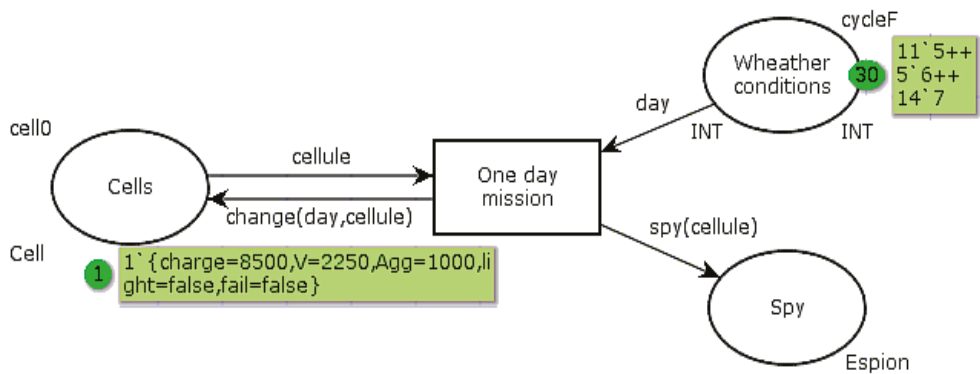 cycleF
Wheather
conditions
30
11`5++
5`6++
14`7
day
INT
INT
cell0
cellule
Cells
One day
mission
change(day,cellule)
spy(cellule)
Cell
1
1`{charge=8500,V=2250,Agg=1000,li
ght=false,fail=false}
Spy
Espion